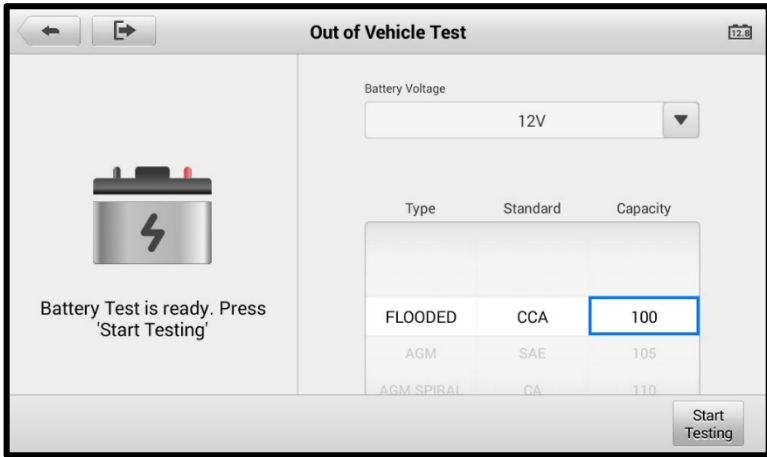 Out of Vehicle Test
12.8
Battery Voltage
12V
Type Standard Capacity
FLOODED CCA 100
AGM SAE 105
AGM SPIRAL CA 110
Battery Test is ready. Press
'Start Testing'
Start
Testing